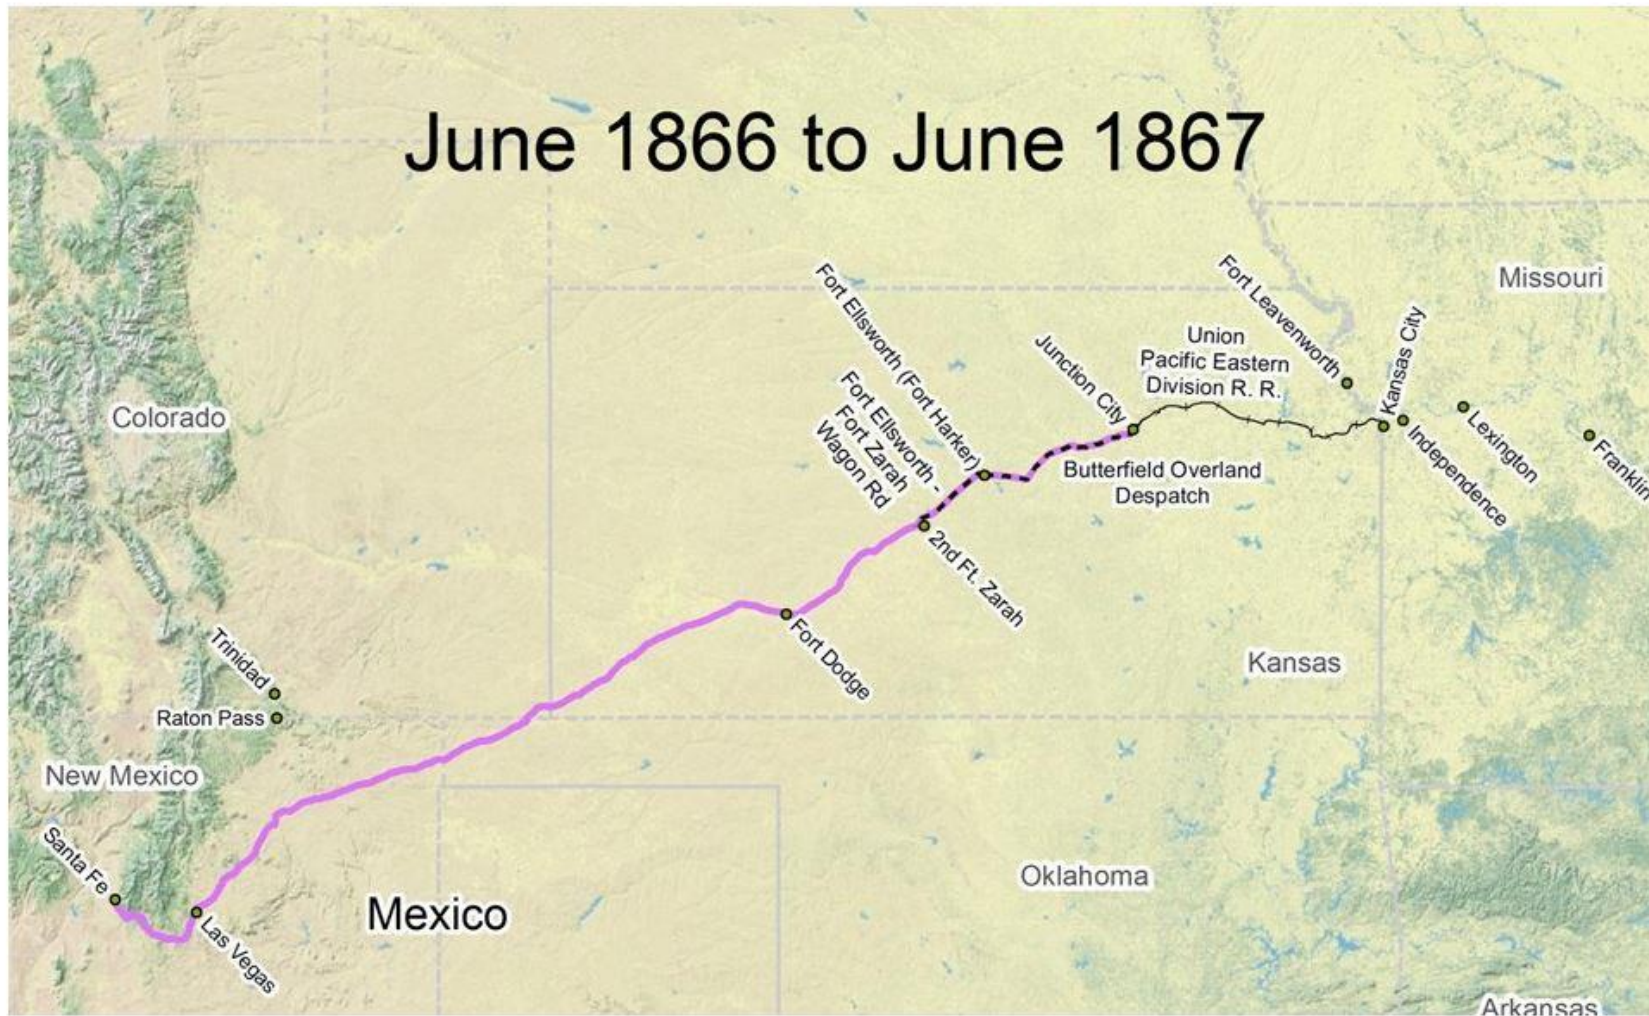 June 1866 to June 1867
Missouri
Fort Leavenworth
Kansas City
Union
Pacific Eastern
Division R. R.
Junction City
Fort Ellsworth (Fort Harker)
Fort Ellsworth -
Fort Zarah
Wagon Rd
Colorado
Lexington
Independence
Franklin
Butterfield Overland
Despatch
2nd Ft. Zarah
Fort Dodge
Kansas
Trinidad
Raton Pass
New Mexico
Santa Fe
Las Vegas
Mexico
Oklahoma
Arkansas